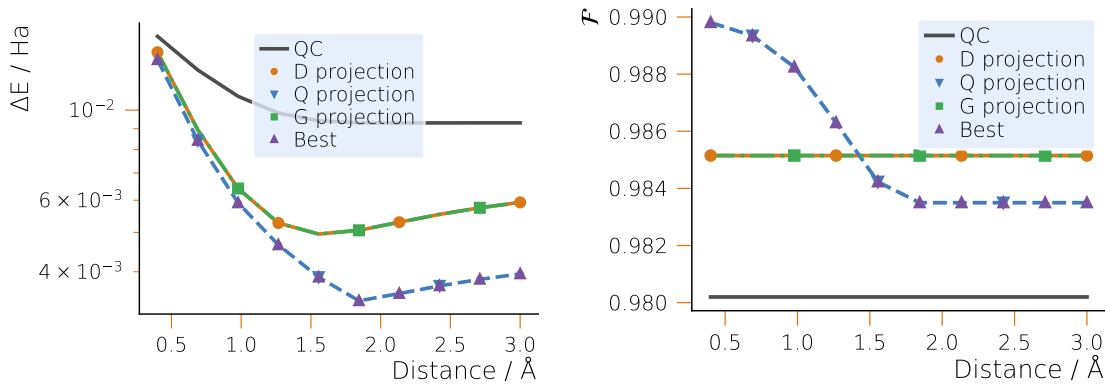 ΔE / Ha
10⁻²
6 × 10⁻³
4 × 10⁻³
QC
D projection
Q projection
G projection
Best
0.5 1.0 1.5 2.0 2.5 3.0
Distance / Å
𝓕
0.990
0.988
0.986
0.984
0.982
0.980
QC
D projection
Q projection
G projection
Best
0.5 1.0 1.5 2.0 2.5 3.0
Distance / Å